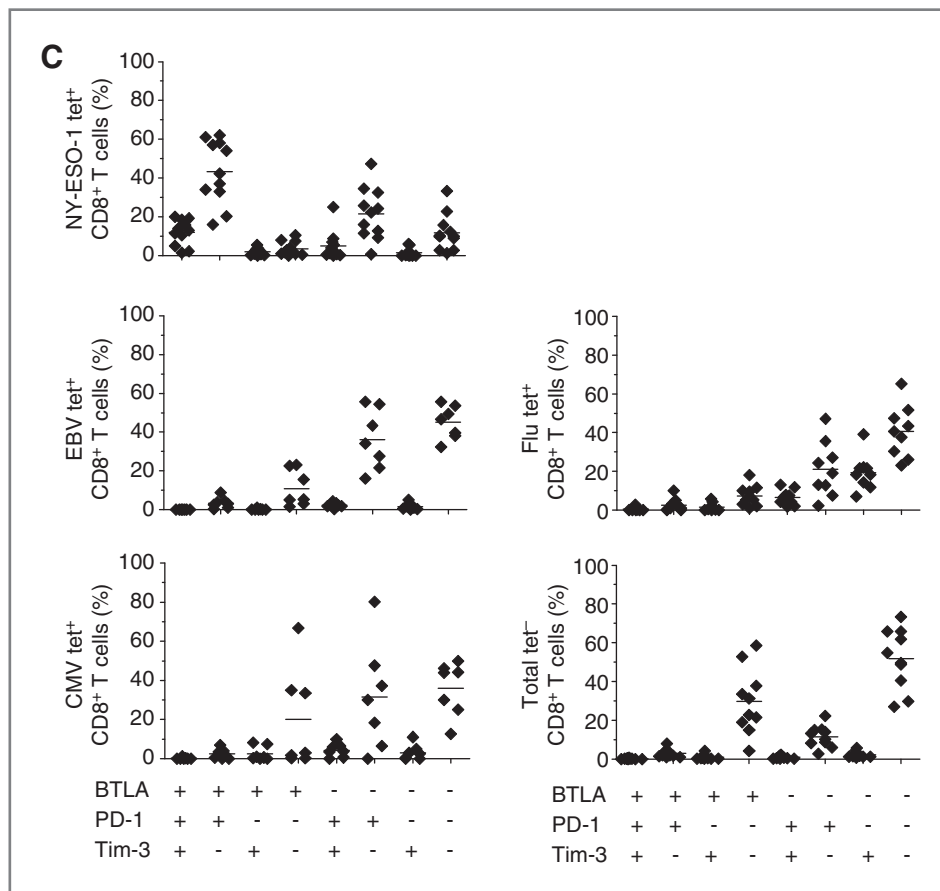 C
NY-ESO-1 tet+
CD8+ T cells (%)
100
80
60
40
20
0
EBV tet+
CD8+ T cells (%)
100
80
60
40
20
0
Flu tet+
CD8+ T cells (%)
100
80
60
40
20
0
CMV tet+
CD8+ T cells (%)
100
80
60
40
20
0
Total tet–
CD8+ T cells (%)
100
80
60
40
20
0
BTLA + + + + - - - -
PD-1 + + - - + + - -
Tim-3 + - + - + - + -
BTLA + + + + - - - -
PD-1 + + - - + + - -
Tim-3 + - + - + - + -